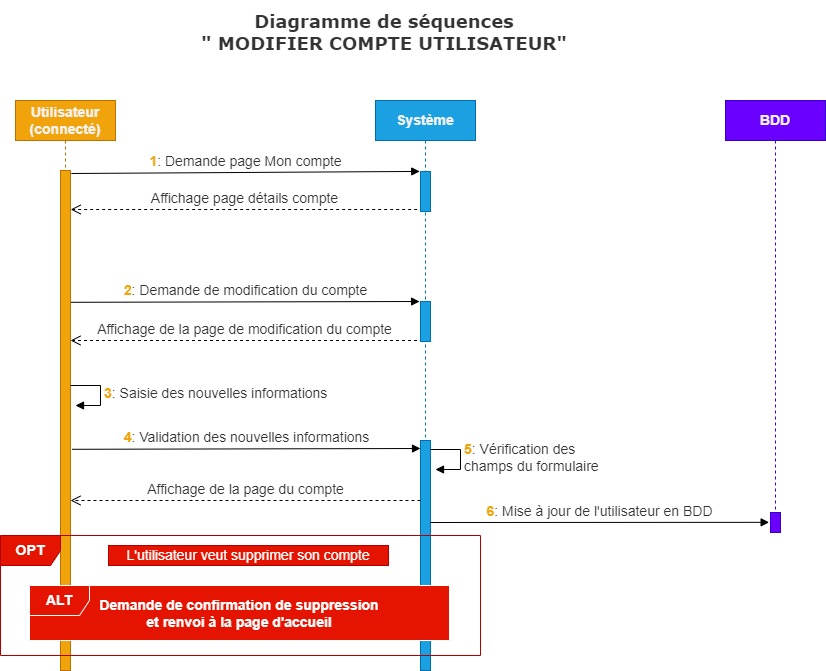 Diagramme de séquences
" MODIFIER COMPTE UTILISATEUR"
Utilisateur
(connecté)
Système
BDD
1: Demande page Mon compte
Affichage page détails compte
2: Demande de modification du compte
Affichage de la page de modification du compte
3: Saisie des nouvelles informations
4: Validation des nouvelles informations
5: Vérification des
champs du formulaire
Affichage de la page du compte
6: Mise à jour de l'utilisateur en BDD
OPT
L'utilisateur veut supprimer son compte
ALT
Demande de confirmation de suppression
et renvoi à la page d'accueil